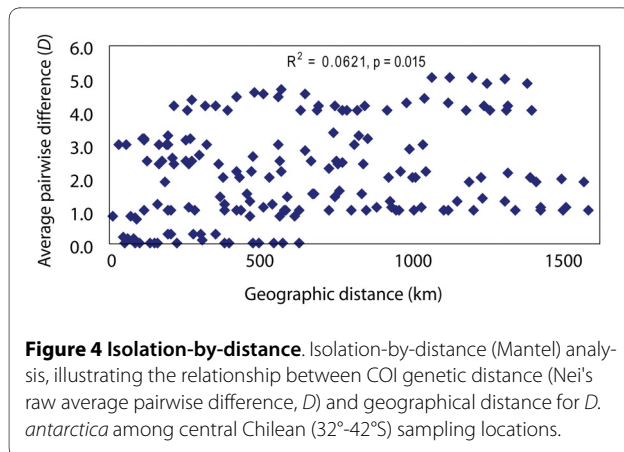 R² = 0.0621, p = 0.015
Average pairwise difference (D)
6.0
5.0
4.0
3.0
2.0
1.0
0.0
0 500 1000 1500
Geographic distance (km)
Figure 4 Isolation-by-distance. Isolation-by-distance (Mantel) analy-
sis, illustrating the relationship between COI genetic distance (Nei's
raw average pairwise difference, D) and geographical distance for D.
antarctica among central Chilean (32°-42°S) sampling locations.